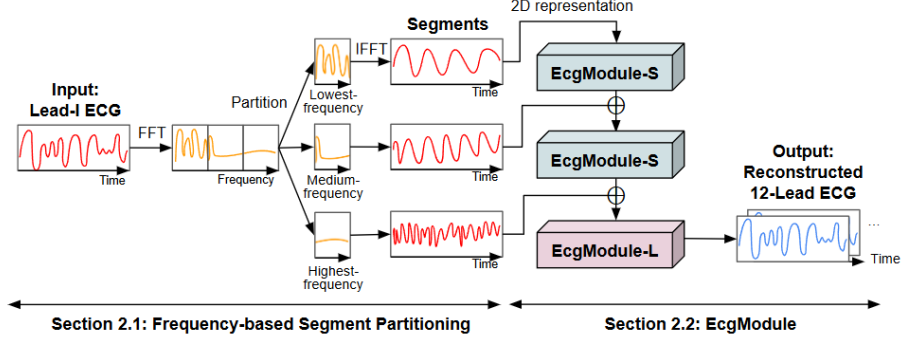 2D representation
Segments
IFFT
EcgModule-S
Input:
Lead-I ECG
Lowest-
frequency
Time
Partition
FFT
EcgModule-S
Time
Frequency
Medium-
frequency
Time
Output:
Reconstructed
12-Lead ECG
...
EcgModule-L
Highest-
frequency
Time
Time
Section 2.1: Frequency-based Segment Partitioning
Section 2.2: EcgModule